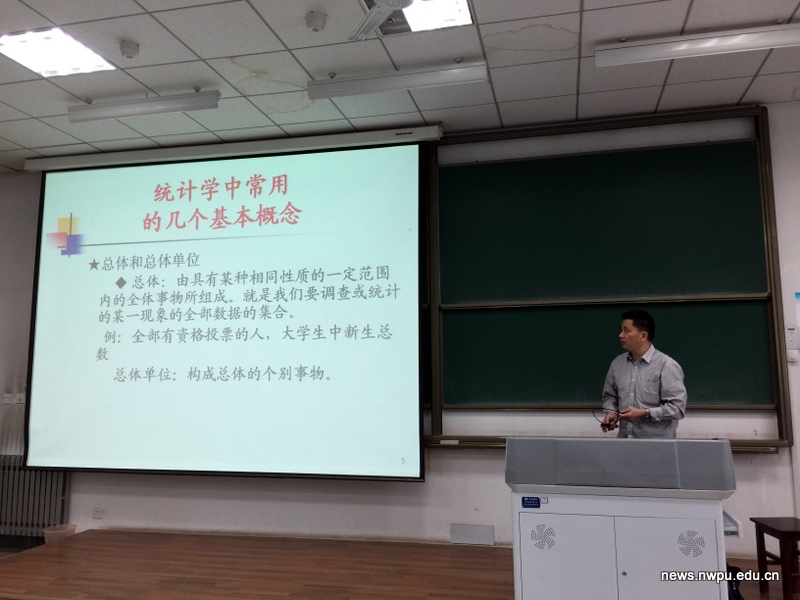 统计学中常用
的几个基本概念
★总体和总体单位
◆ 总体：由具有某种相同性质的一定范围
内的全体事物所组成。就是我们要调查或统计
的某一现象的全部数据的集合。
例：全部有资格投票的人，大学生中新生总
数
总体单位：构成总体的个别事物。
5
news.nwpu.edu.cn